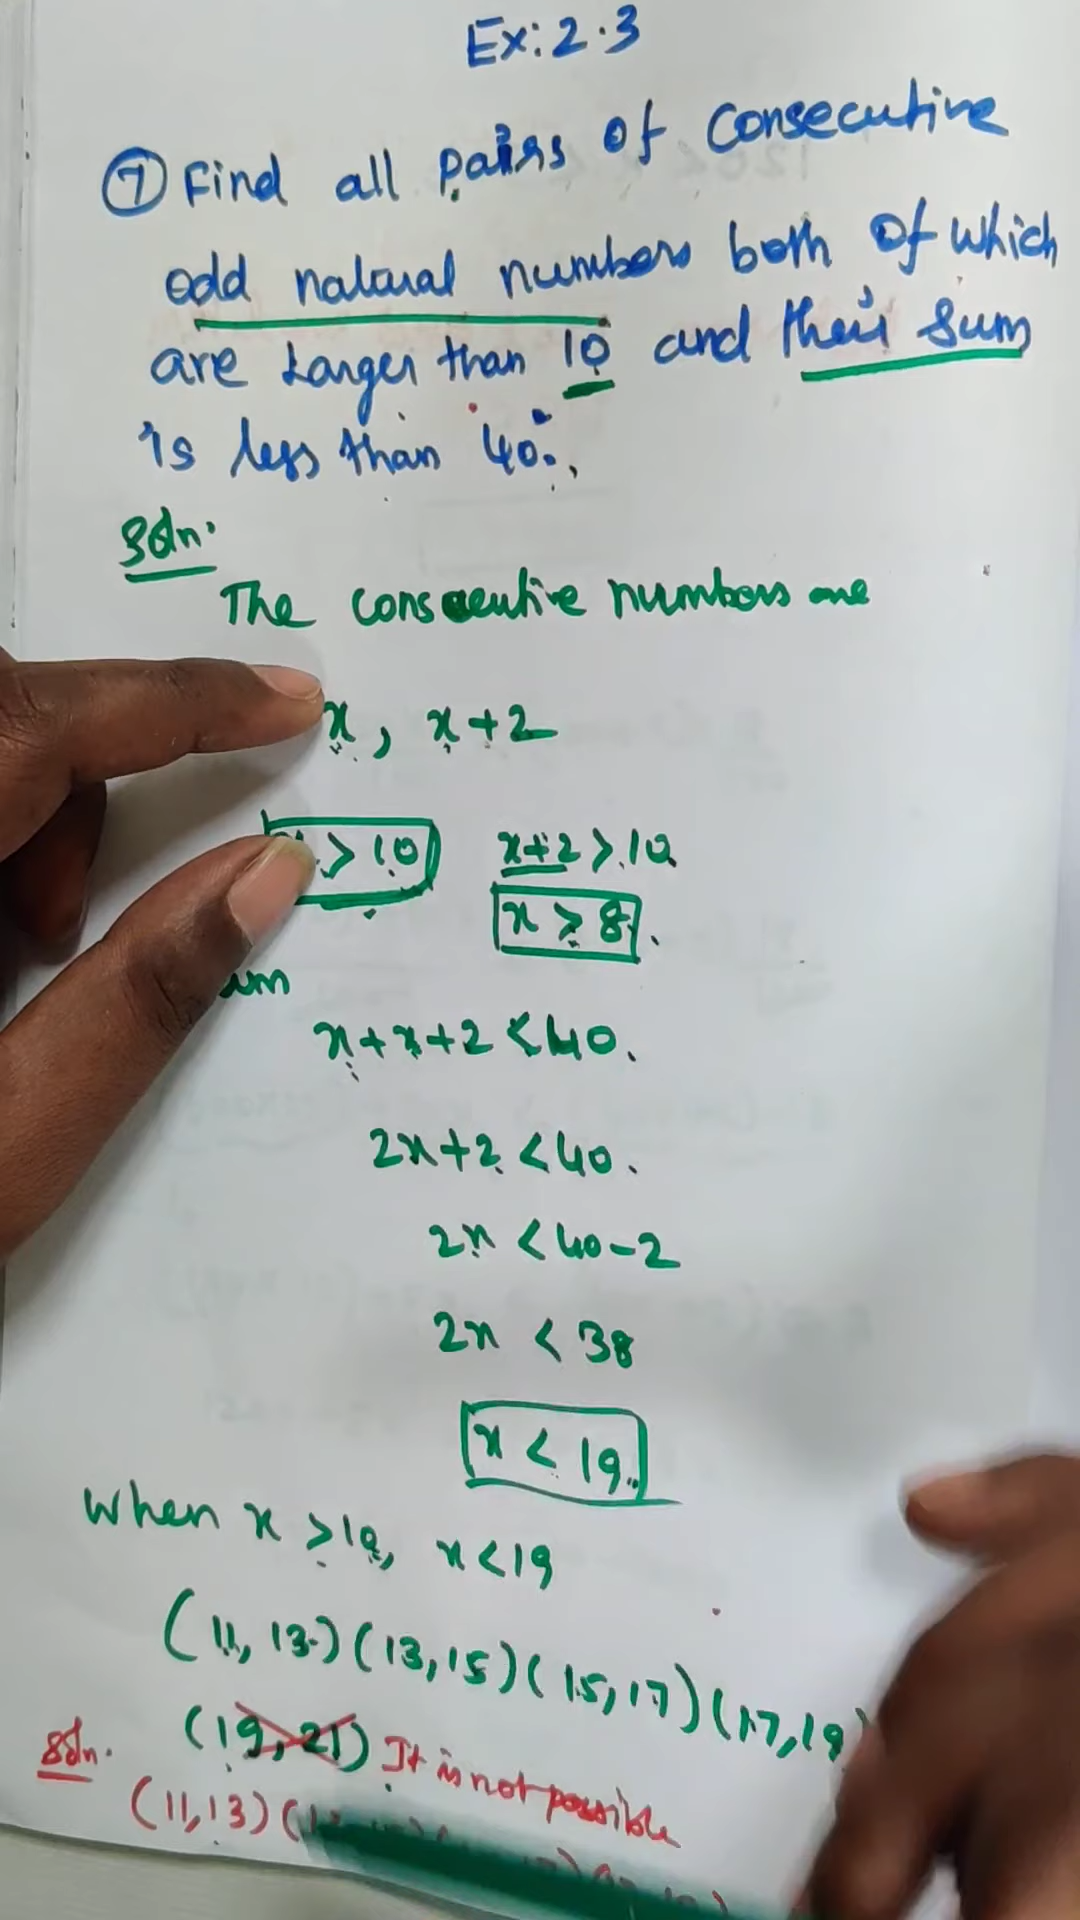 Ex: 2.3
7 Find all pairs of consecutive
odd natural numbers both of which
are Larger than 10 and their sum
is less than 40.
Soln.
The consecutive numbers are
x, x+2
> 10 x+2 > 10
x > 8.
um
x+x+2 < 40.
2x+2 < 40.
2x < 40-2
2x < 38
x < 19.
when x > 10, x < 19
(11, 13) (13, 15) (15, 17) (17, 19
(19, 21) It is not possible
Soln.
(11, 13) (